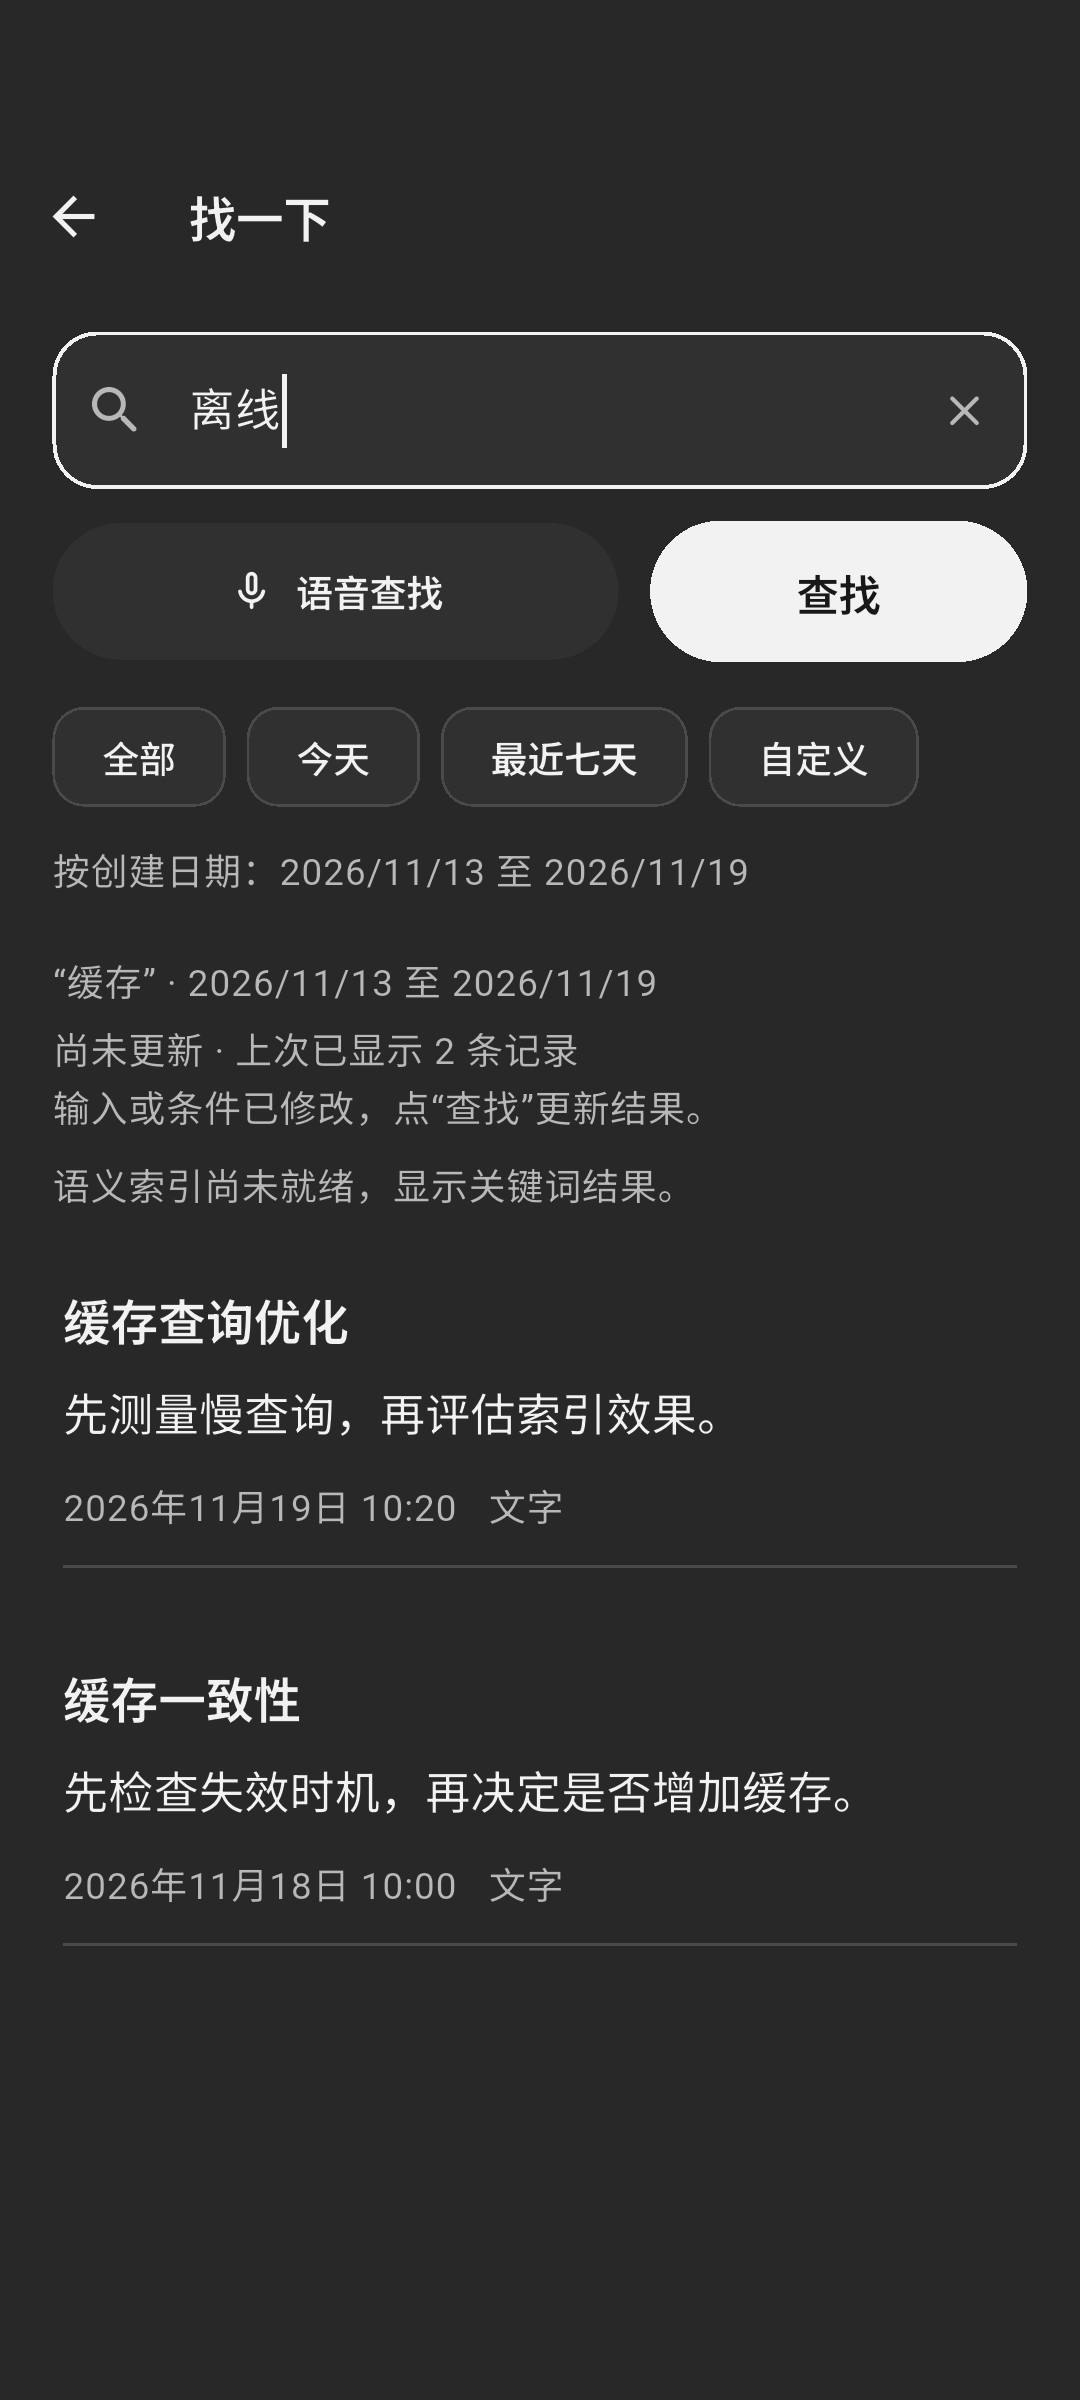 找一下
离线
语音查找
查找
全部 今天 最近七天 自定义
按创建日期：2026/11/13 至 2026/11/19
“缓存” · 2026/11/13 至 2026/11/19
尚未更新 · 上次已显示 2 条记录
输入或条件已修改，点“查找”更新结果。
语义索引尚未就绪，显示关键词结果。
缓存查询优化
先测量慢查询，再评估索引效果。
2026年11月19日 10:20 文字
缓存一致性
先检查失效时机，再决定是否增加缓存。
2026年11月18日 10:00 文字